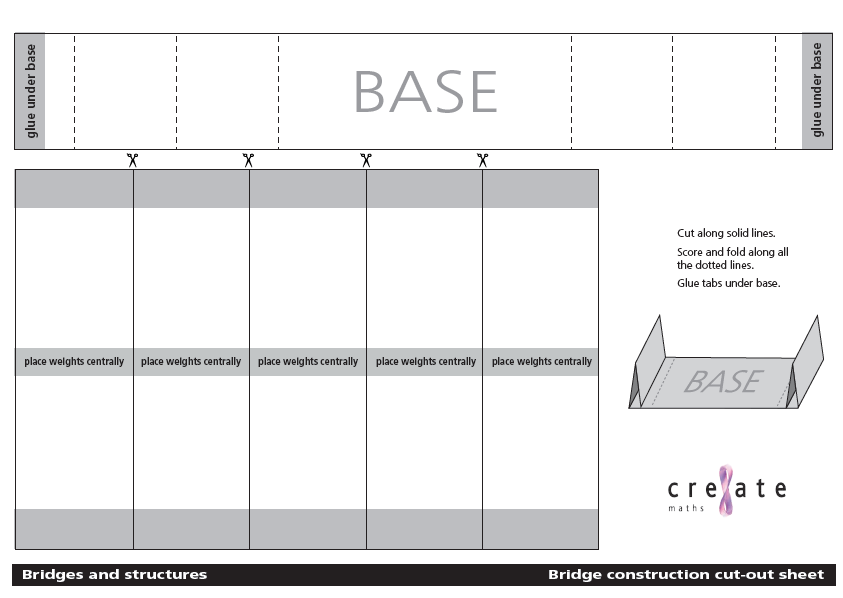 glue under base
BASE
glue under base
Cut along solid lines.
Score and fold along all
the dotted lines.
Glue tabs under base.
place weights centrally
place weights centrally
place weights centrally
place weights centrally
place weights centrally
BASE
create
maths
Bridges and structures
Bridge construction cut-out sheet